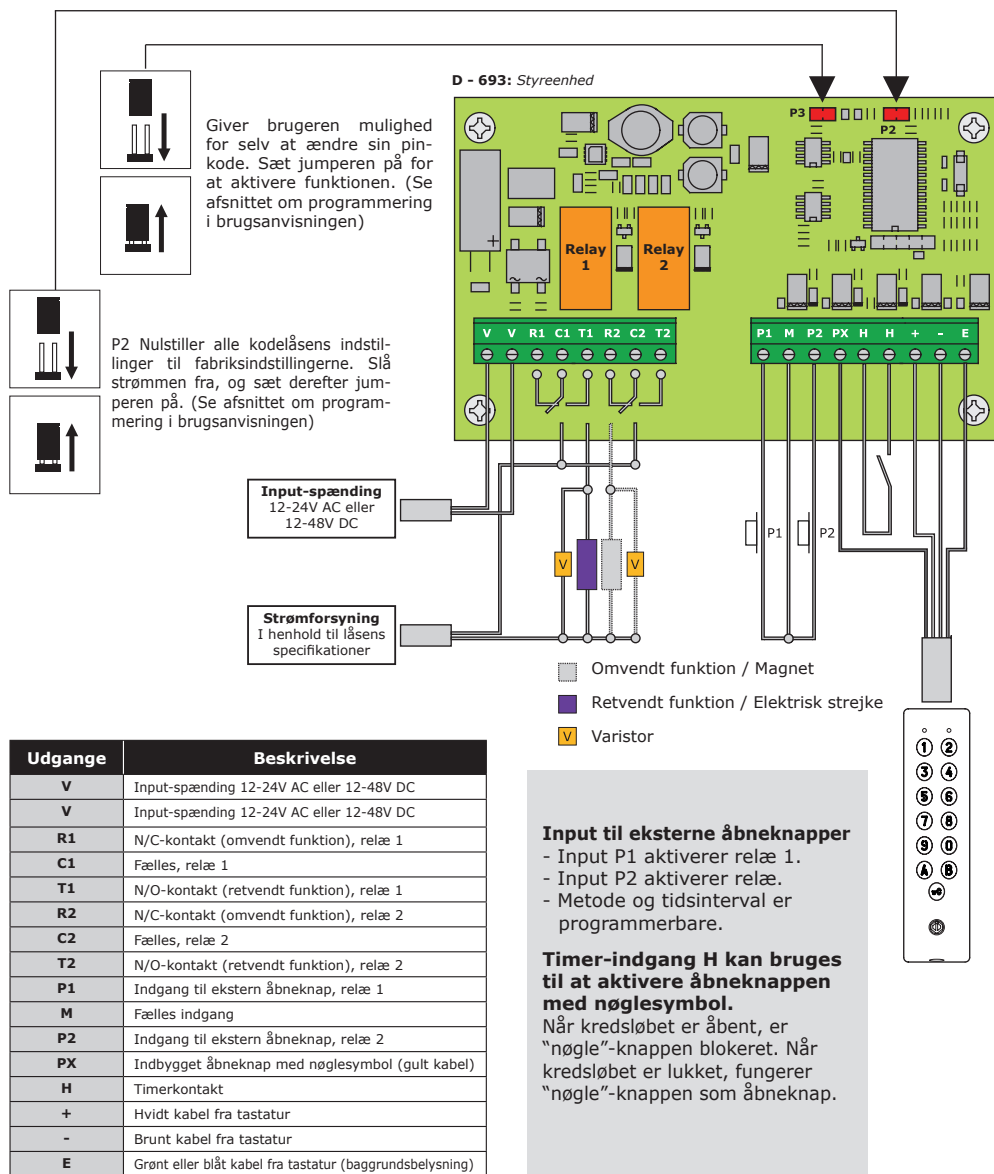 D - 693: Styreenhed
Giver brugeren mulighed
for selv at ændre sin pin-
kode. Sæt jumperen på for
at aktivere funktionen. (Se
afsnittet om programmering
i brugsanvisningen)
P2 Nulstiller alle kodelåsens indstil-
linger til fabriksindstillingerne. Slå
strømmen fra, og sæt derefter jum-
peren på. (Se afsnittet om program-
mering i brugsanvisningen)
P3
P2
+
Relay
1
Relay
2
V V R1 C1 T1 R2 C2 T2
P1 M P2 PX H H + - E
Input-spænding
12-24V AC eller
12-48V DC
P1
P2
V
V
Strømforsyning
I henhold til låsens
specifikationer
Omvendt funktion / Magnet
Retvendt funktion / Elektrisk strejke
V Varistor
1 2
3 4
5 6
7 8
9 0
A B
Udgange Beskrivelse
V Input-spænding 12-24V AC eller 12-48V DC
V Input-spænding 12-24V AC eller 12-48V DC
R1 N/C-kontakt (omvendt funktion), relæ 1
C1 Fælles, relæ 1
T1 N/O-kontakt (retvendt funktion), relæ 1
R2 N/C-kontakt (omvendt funktion), relæ 2
C2 Fælles, relæ 2
T2 N/O-kontakt (retvendt funktion), relæ 2
P1 Indgang til ekstern åbneknap, relæ 1
M Fælles indgang
P2 Indgang til ekstern åbneknap, relæ 2
PX Indbygget åbneknap med nøglesymbol (gult kabel)
H Timerkontakt
+ Hvidt kabel fra tastatur
- Brunt kabel fra tastatur
E Grønt eller blåt kabel fra tastatur (baggrundsbelysning)
Input til eksterne åbneknapper
- Input P1 aktiverer relæ 1.
- Input P2 aktiverer relæ.
- Metode og tidsinterval er
programmerbare.
Timer-indgang H kan bruges
til at aktivere åbneknappen
med nøglesymbol.
Når kredsløbet er åbent, er
“nøgle”-knappen blokeret. Når
kredsløbet er lukket, fungerer
“nøgle”-knappen som åbneknap.